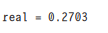 real = 0.2703